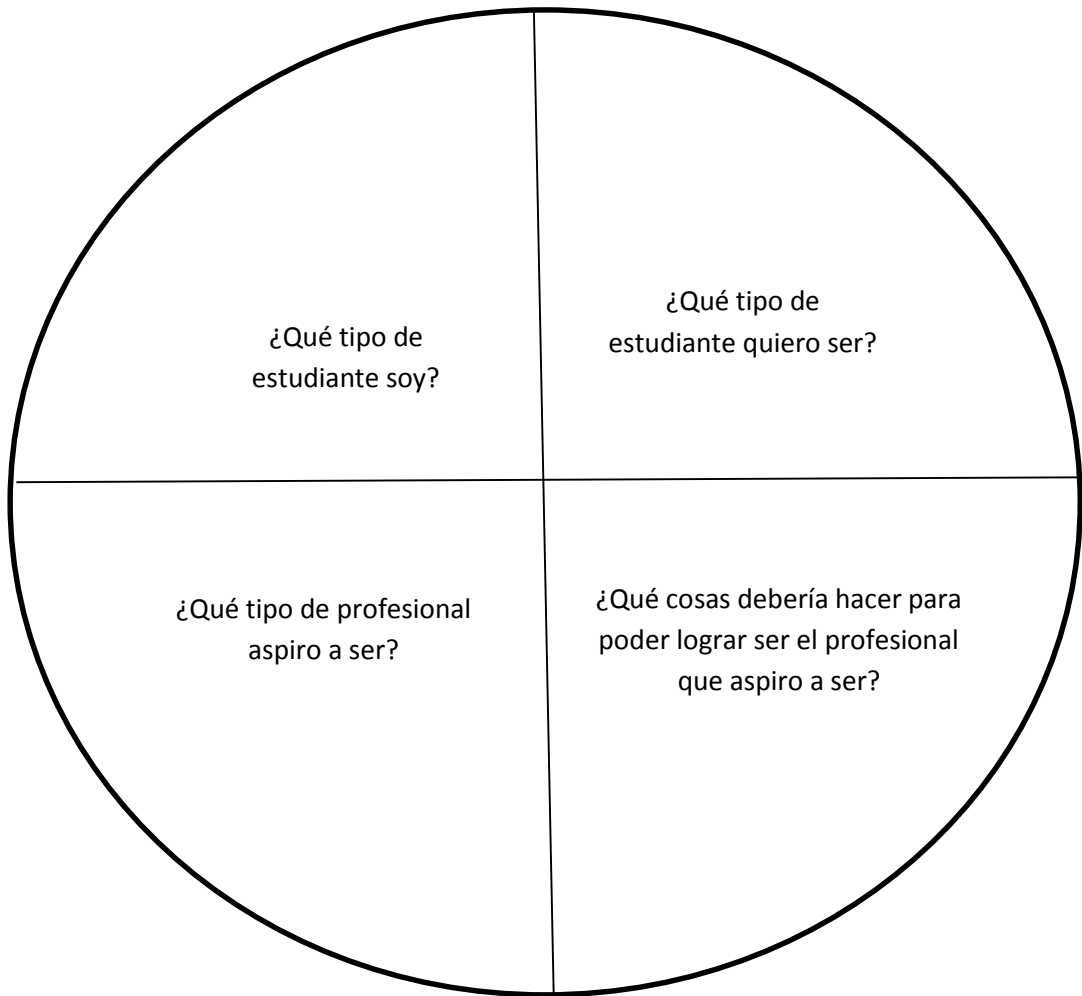 ¿Qué tipo de
estudiante soy?
¿Qué tipo de
estudiante quiero ser?
¿Qué tipo de profesional
aspiro a ser?
¿Qué cosas debería hacer para
poder lograr ser el profesional
que aspiro a ser?